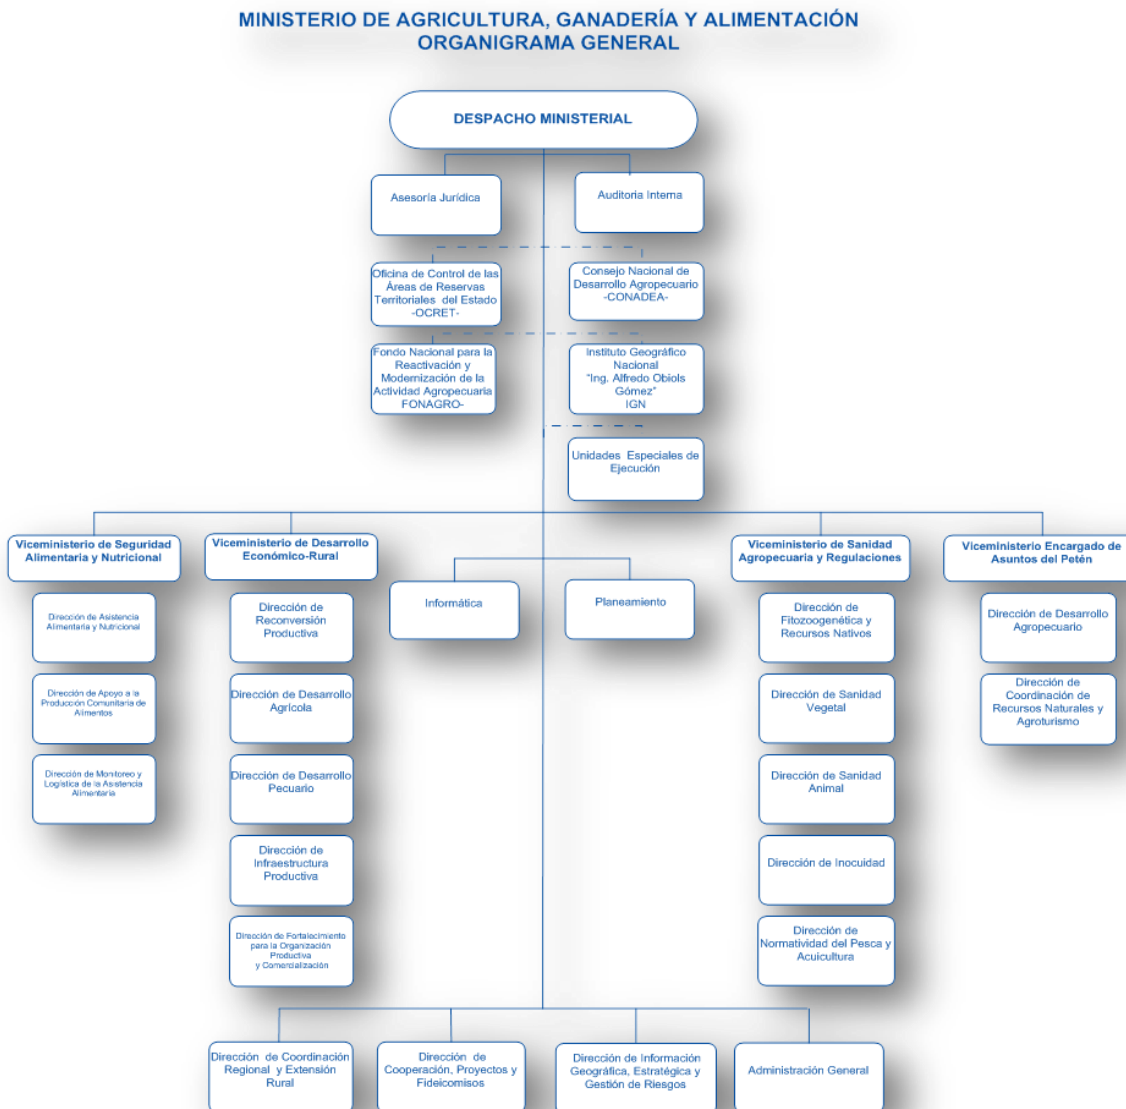 MINISTERIO DE AGRICULTURA, GANADERÍA Y ALIMENTACIÓN
ORGANIGRAMA GENERAL
DESPACHO MINISTERIAL
Asesoría Jurídica
Auditoria Interna
Oficina de Control de las
Áreas de Reservas
Territoriales del Estado
-OCRET-
Consejo Nacional de
Desarrollo Agropecuario
-CONADEA-
Fondo Nacional para la
Reactivación y
Modernización de la
Actividad Agropecuaria
FONAGRO-
Instituto Geográfico
Nacional
"Ing. Alfredo Obiols
Gómez"
IGN
Unidades Especiales de
Ejecución
Viceministerio de Seguridad
Alimentaria y Nutricional
Viceministerio de Desarrollo
Económico-Rural
Viceministerio de Sanidad
Agropecuaria y Regulaciones
Viceministerio Encargado de
Asuntos del Petén
Informática
Planeamiento
Dirección de Asistencia
Alimentaria y Nutricional
Dirección de Apoyo a la
Producción Comunitaria de
Alimentos
Dirección de Monitoreo y
Logística de la Asistencia
Alimentaria
Dirección de
Reconversión
Productiva
Dirección de Desarrollo
Agrícola
Dirección de Desarrollo
Pecuario
Dirección de
Infraestructura
Productiva
Dirección de Fortalecimiento
para la Organización
Productiva
y Comercialización
Dirección de
Fitozoogenética y
Recursos Nativos
Dirección de Sanidad
Vegetal
Dirección de Sanidad
Animal
Dirección de Inocuidad
Dirección de
Normatividad del Pesca y
Acuicultura
Dirección de Desarrollo
Agropecuario
Dirección de
Coordinación de
Recursos Naturales y
Agroturismo
Dirección de Coordinación
Regional y Extensión
Rural
Dirección de
Cooperación, Proyectos y
Fideicomisos
Dirección de Información
Geográfica, Estratégica y
Gestión de Riesgos
Administración General